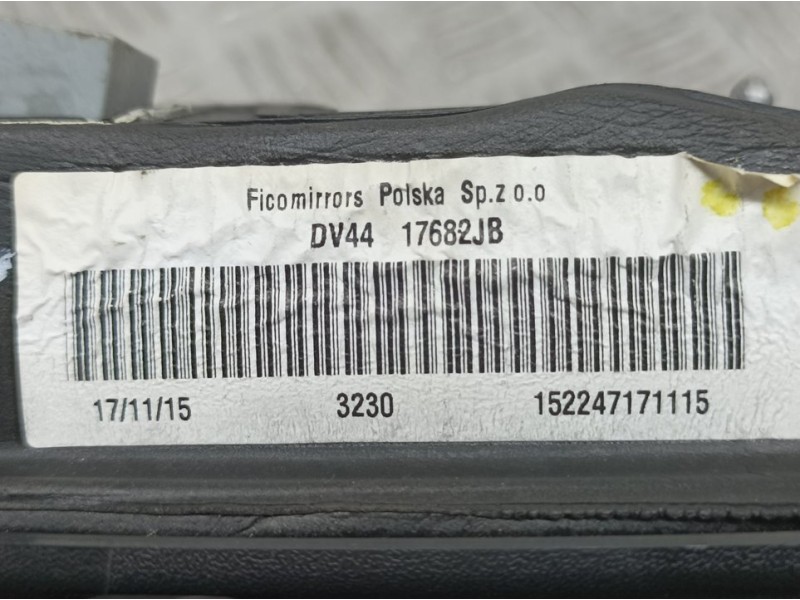 Ficomirrors Polska Sp.z o.o
DV44 17682JB
17/11/15 3230 152247171115